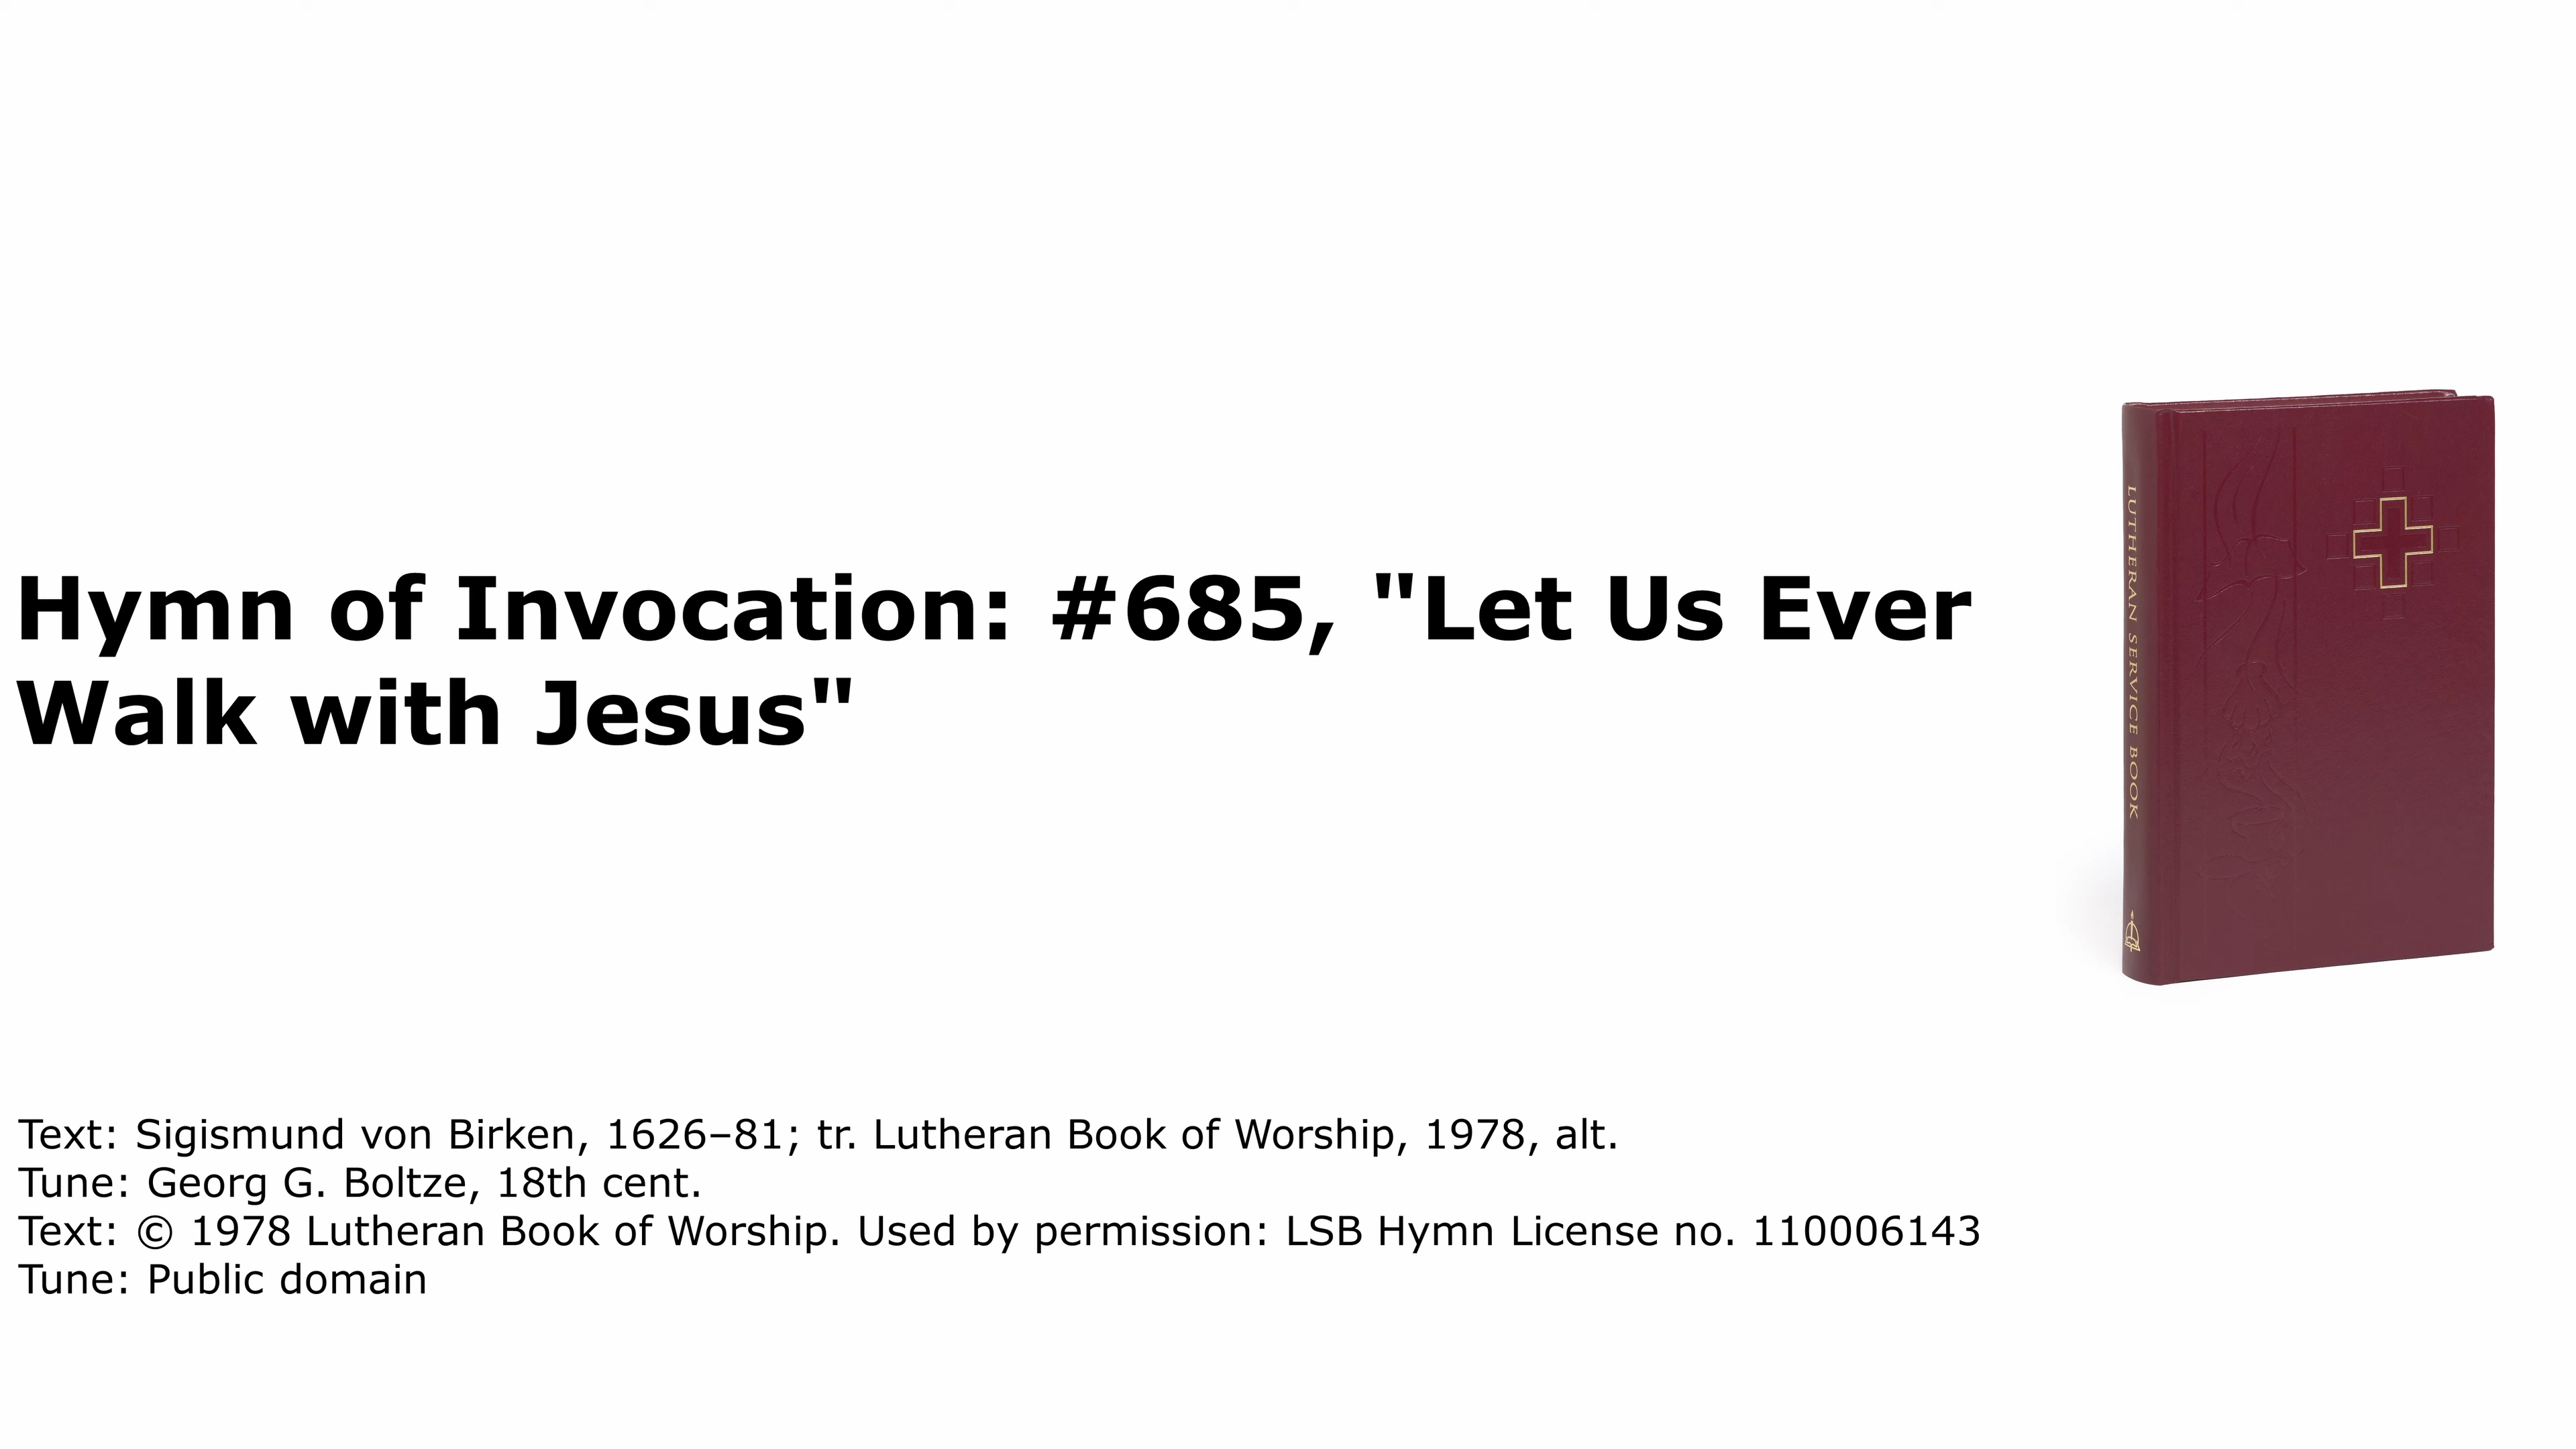 Hymn of Invocation: #685, "Let Us Ever
Walk with Jesus"
LUTHERAN SERVICE BOOK
Text: Sigismund von Birken, 1626–81; tr. Lutheran Book of Worship, 1978, alt.
Tune: Georg G. Boltze, 18th cent.
Text: © 1978 Lutheran Book of Worship. Used by permission: LSB Hymn License no. 110006143
Tune: Public domain